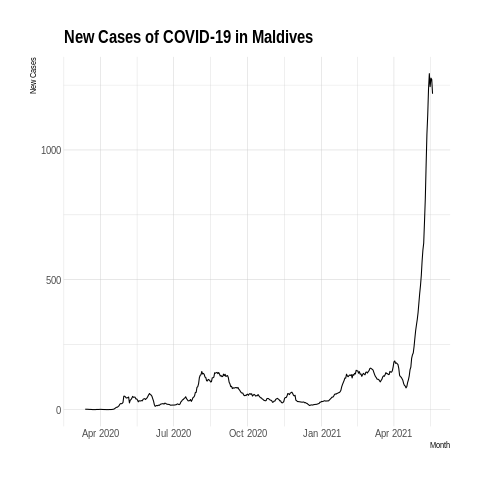 New Cases of COVID-19 in Maldives
New Cases
1000
500
0
Apr 2020 Jul 2020 Oct 2020 Jan 2021 Apr 2021
Month